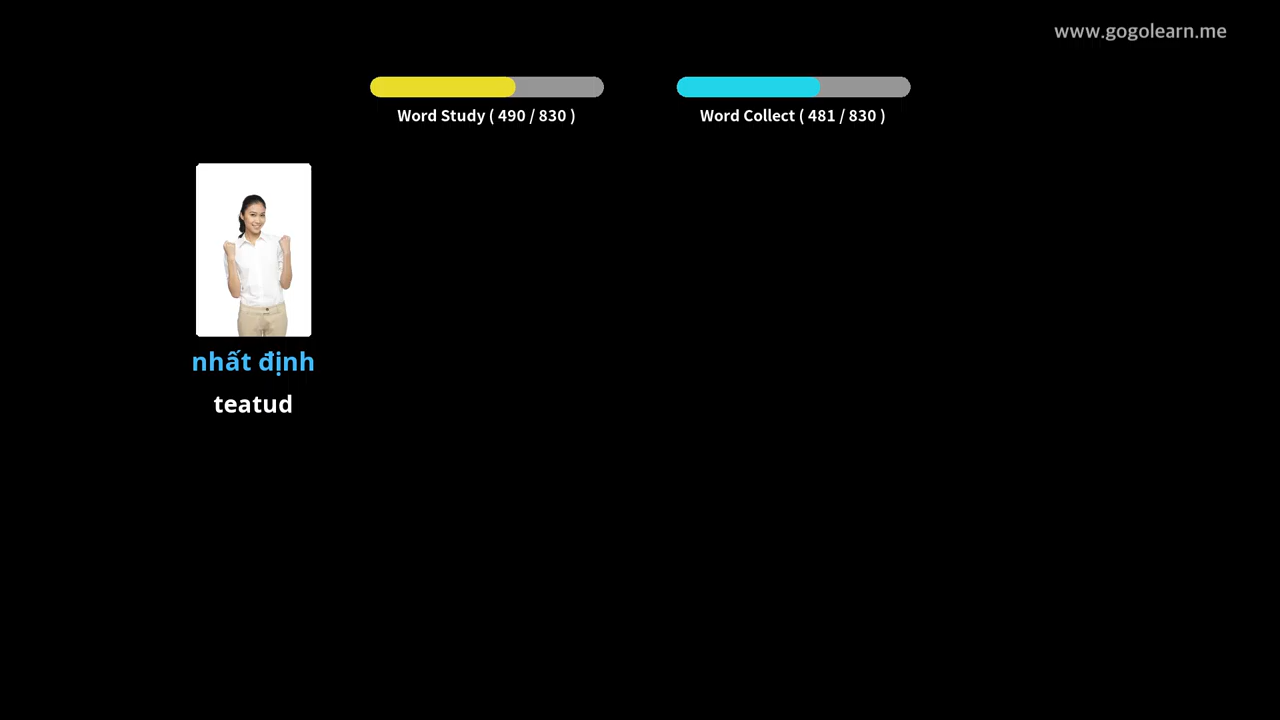 www.gogolearn.me
Word Study ( 490 / 830 )
Word Collect ( 481 / 830 )
nhất định
teatud